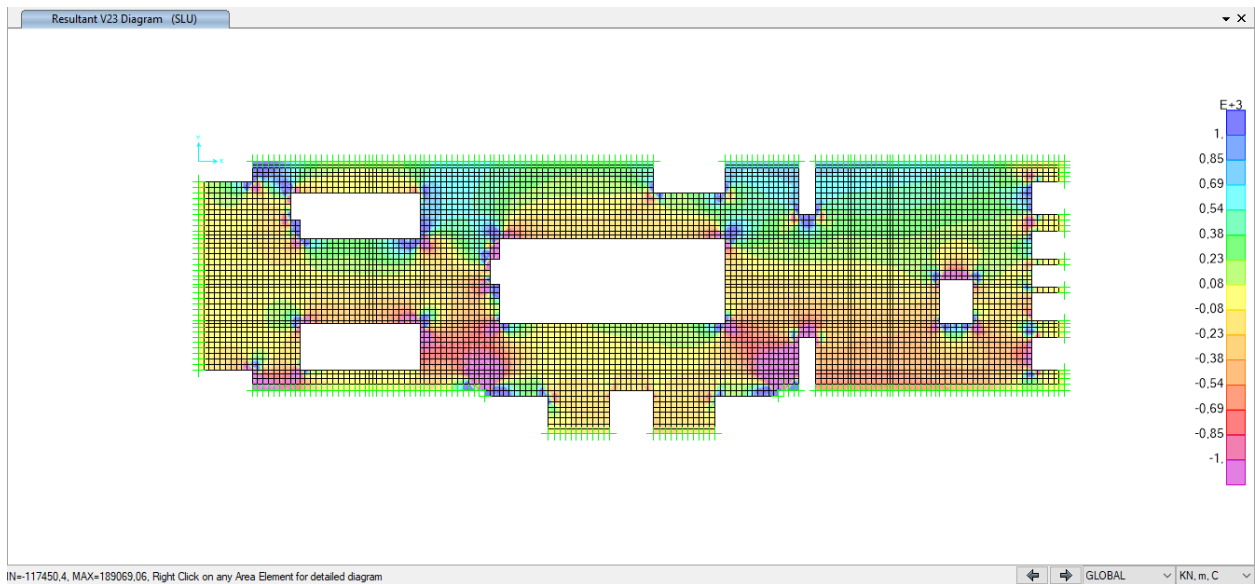 Resultant V23 Diagram (SLU)
E+3
1,
0.85
0.69
0.54
0.38
0.23
0.08
-0.08
-0.23
-0.38
-0.54
-0.69
-0.85
-1,
IN=-117450,4, MAX=189069,06, Right Click on any Area Element for detailed diagram
GLOBAL
KN, m, C